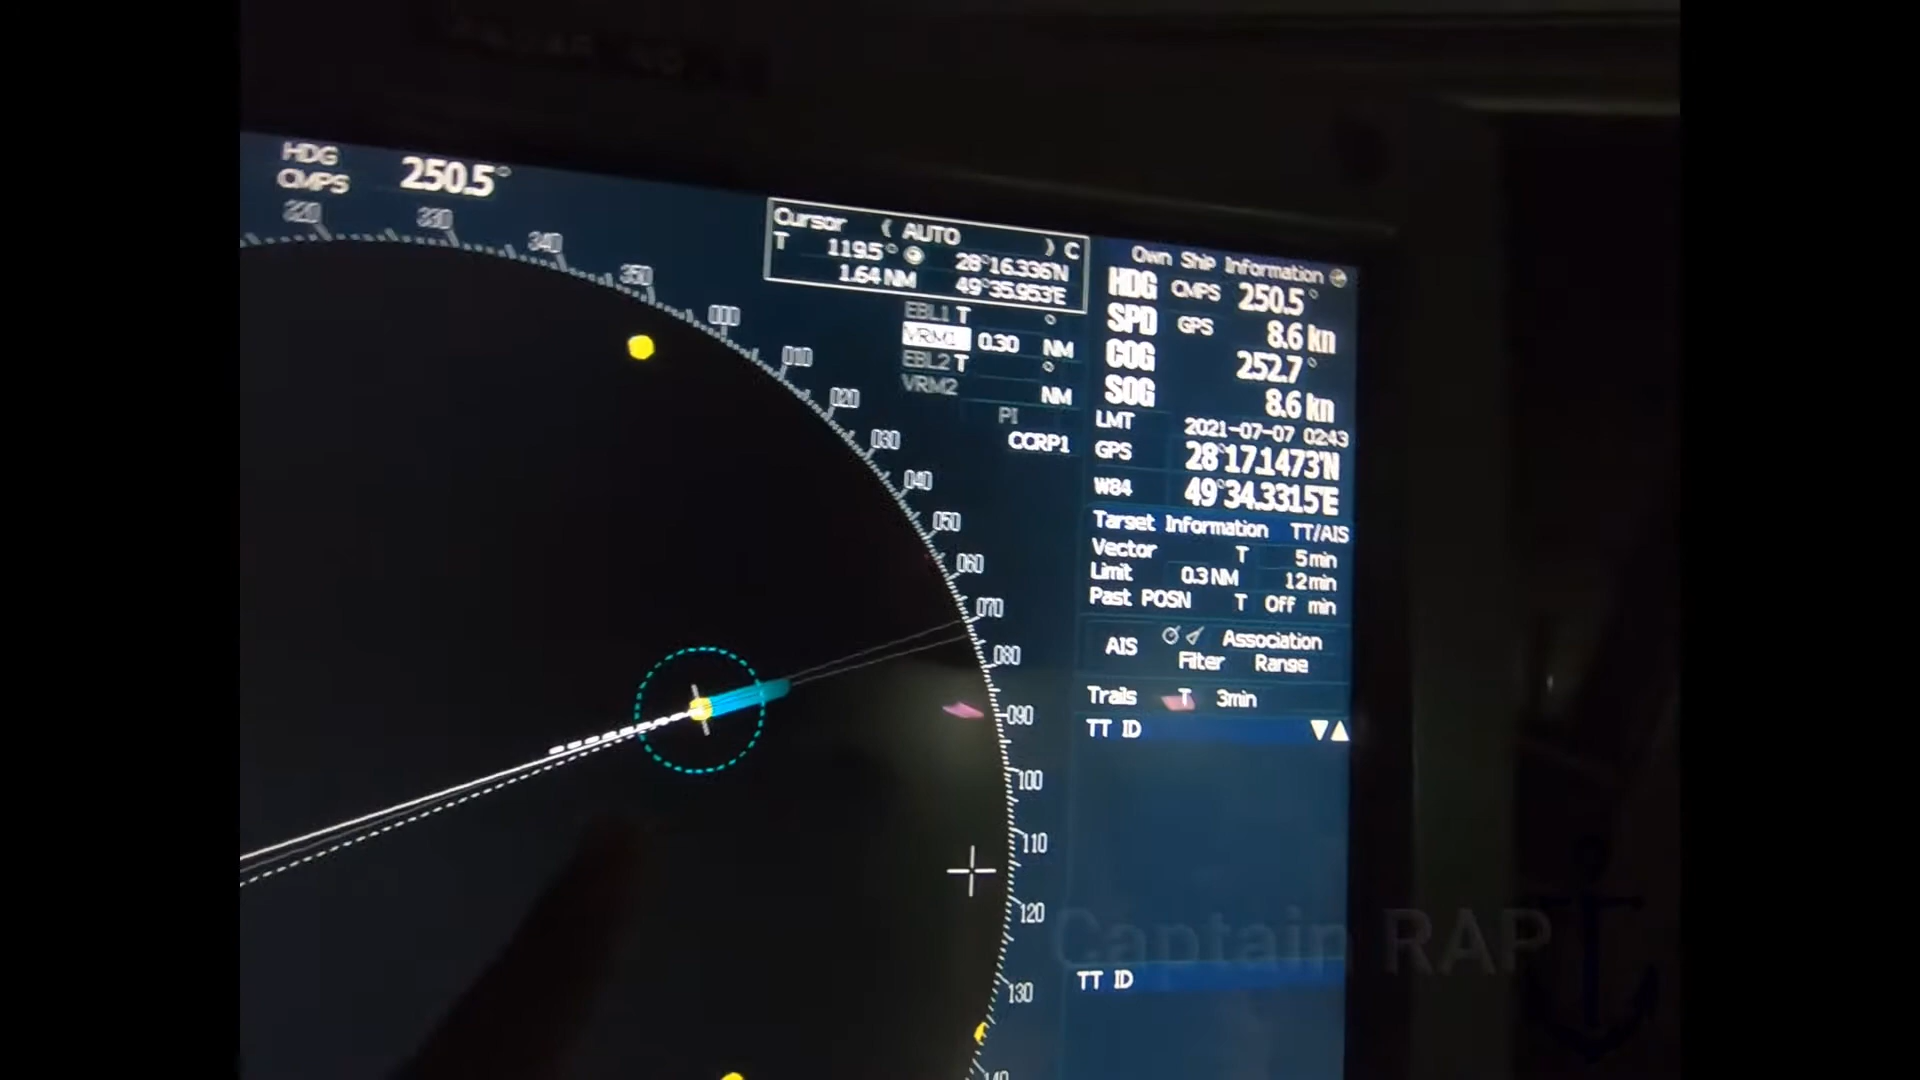 HDG
CMPS 250.5°
320 330 340 350 000 010 020 030 040 050 060 070 080 090 100 110 120 130 140
Cursor ( AUTO ) C
T 119.5° 28°16.336'N
1.64 NM 49°35.953'E
EBL1 T °
VRM1 0.30 NM
EBL2 T °
VRM2 NM
PI
CCRP1
Own Ship Information
HDG CMPS 250.5°
SPD GPS 8.6 kn
COG 252.7°
SOG 8.6 kn
LMT 2021-07-07 02:43
GPS 28°17.1473'N
W84 49°34.3315'E
Target Information TT/AIS
Vector T 5 min
Limit 0.3 NM 12 min
Past POSN T Off min
AIS Association
Filter Range
Trails T 3min
TT ID ▼▲
TT ID
Captain RAP